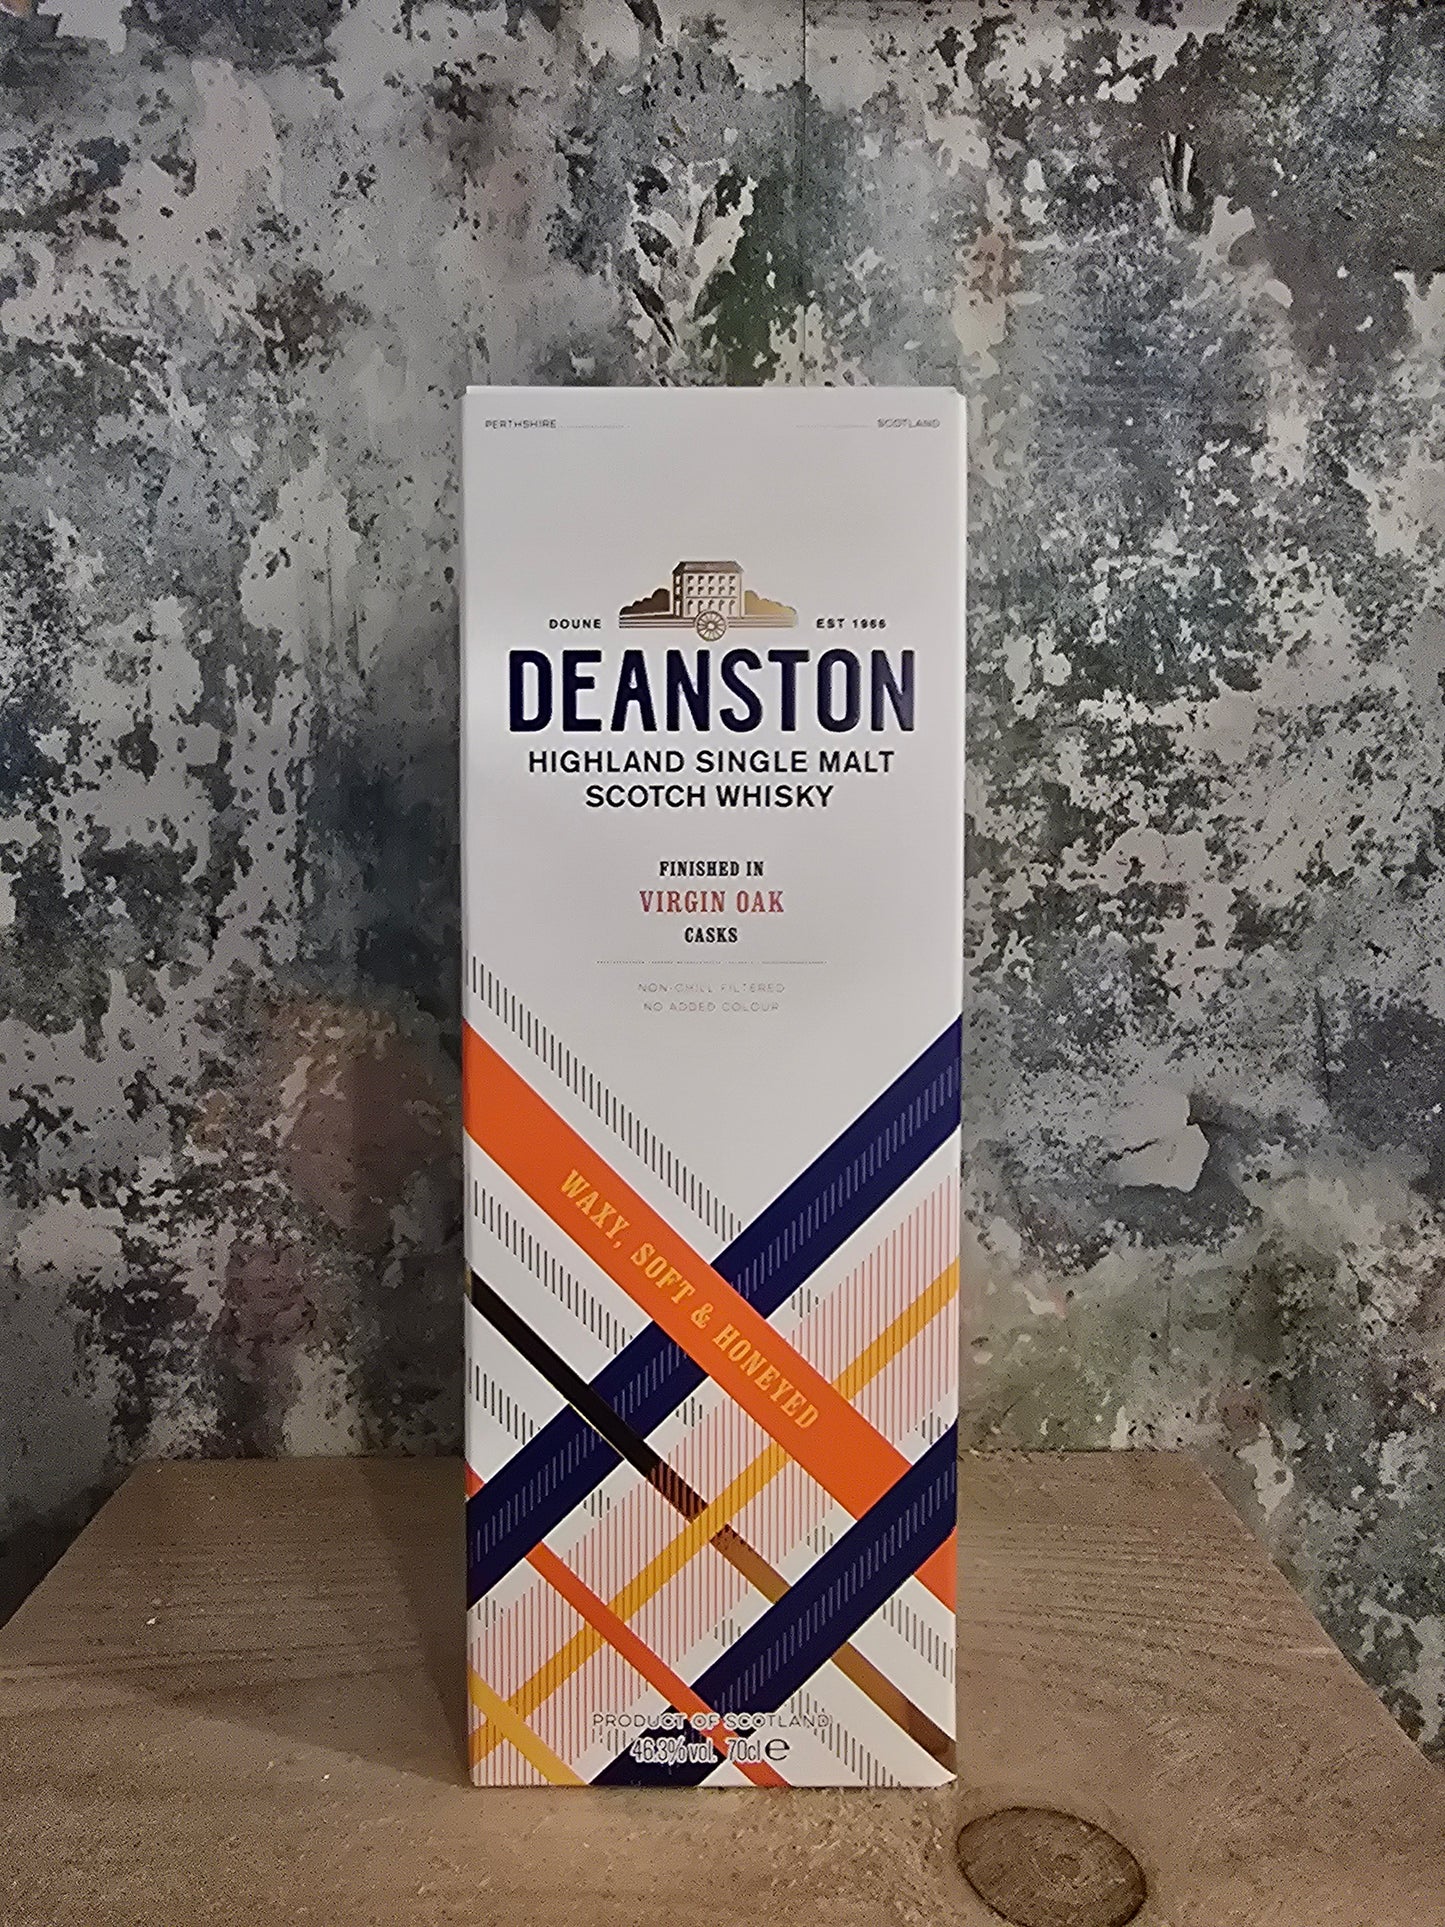 PERTHSHIRE SCOTLAND
DOUNE EST 1966
DEANSTON
HIGHLAND SINGLE MALT
SCOTCH WHISKY
FINISHED IN
VIRGIN OAK
CASKS
NON-CHILL FILTERED
NO ADDED COLOUR
WAXY, SOFT & HONEYED
PRODUCT OF SCOTLAND
46.3% vol. 70cl e